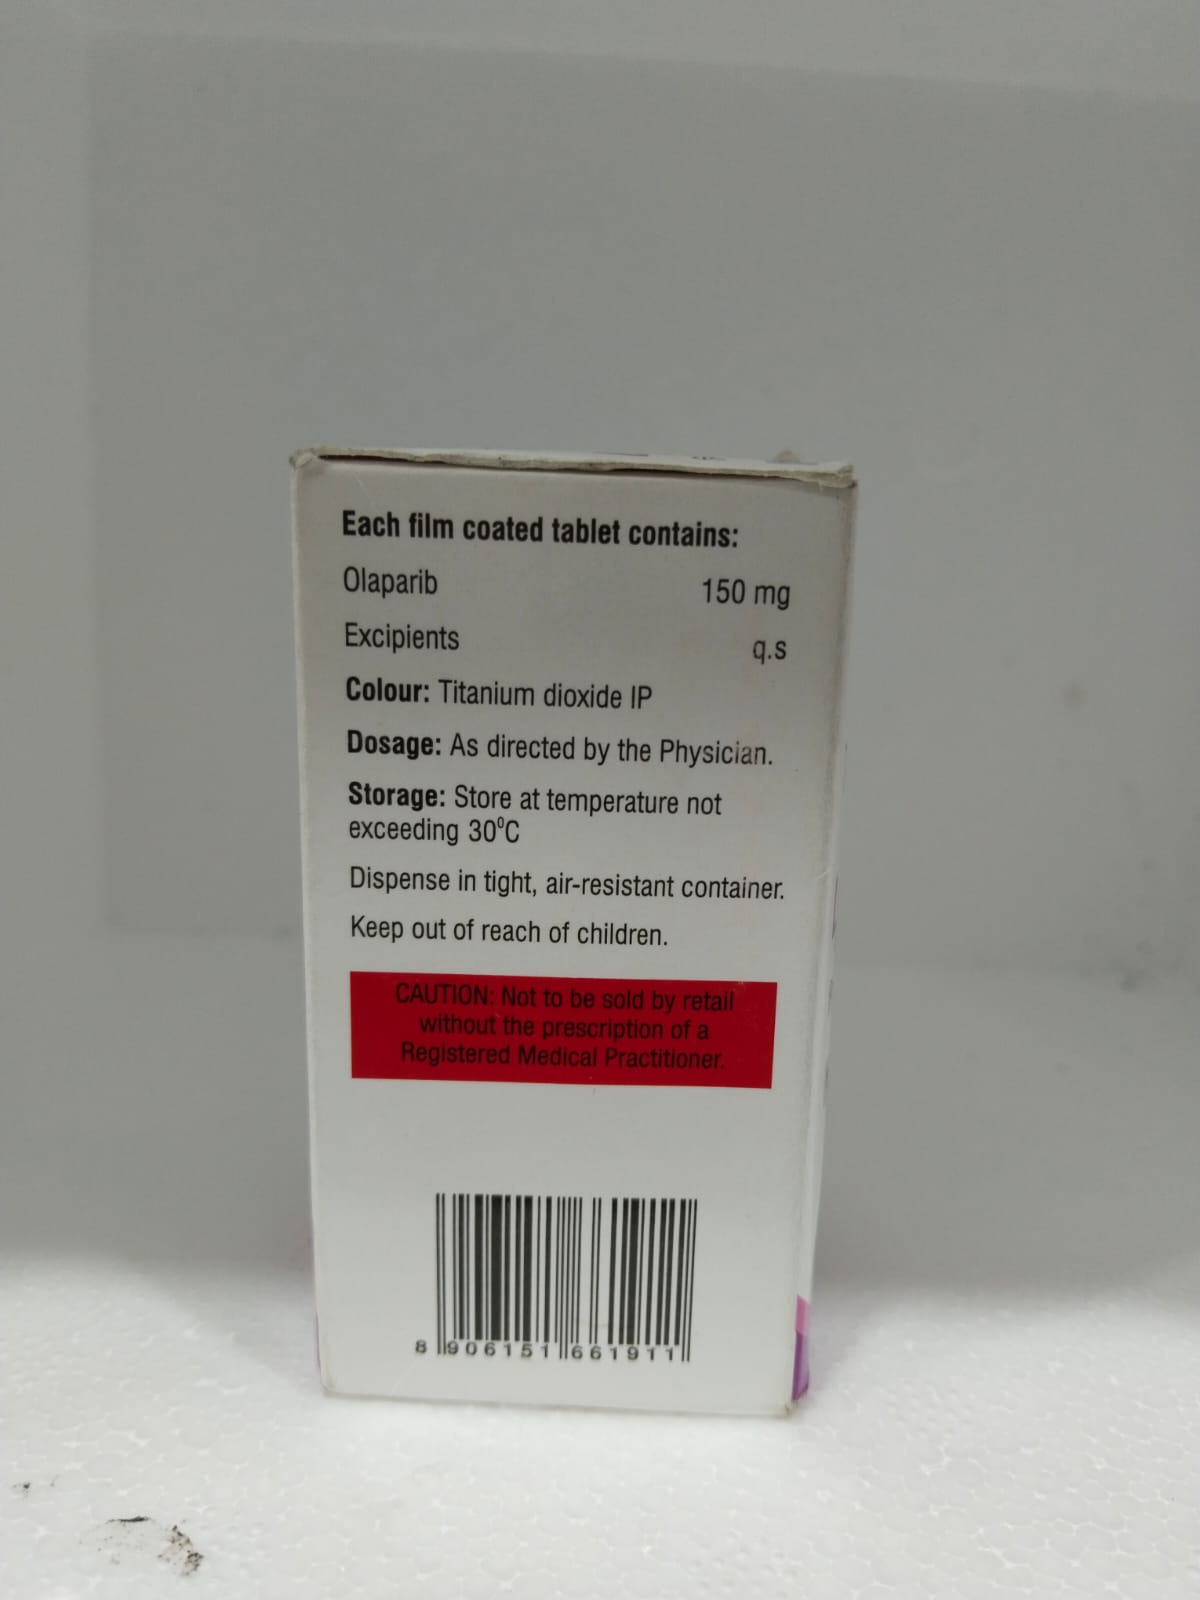 Each film coated tablet contains:
Olaparib 150 mg
Excipients q.s
Colour: Titanium dioxide IP
Dosage: As directed by the Physician.
Storage: Store at temperature not
exceeding 30⁰C
Dispense in tight, air-resistant container.
Keep out of reach of children.
CAUTION: Not to be sold by retail
without the prescription of a
Registered Medical Practitioner.
8 906151 661911